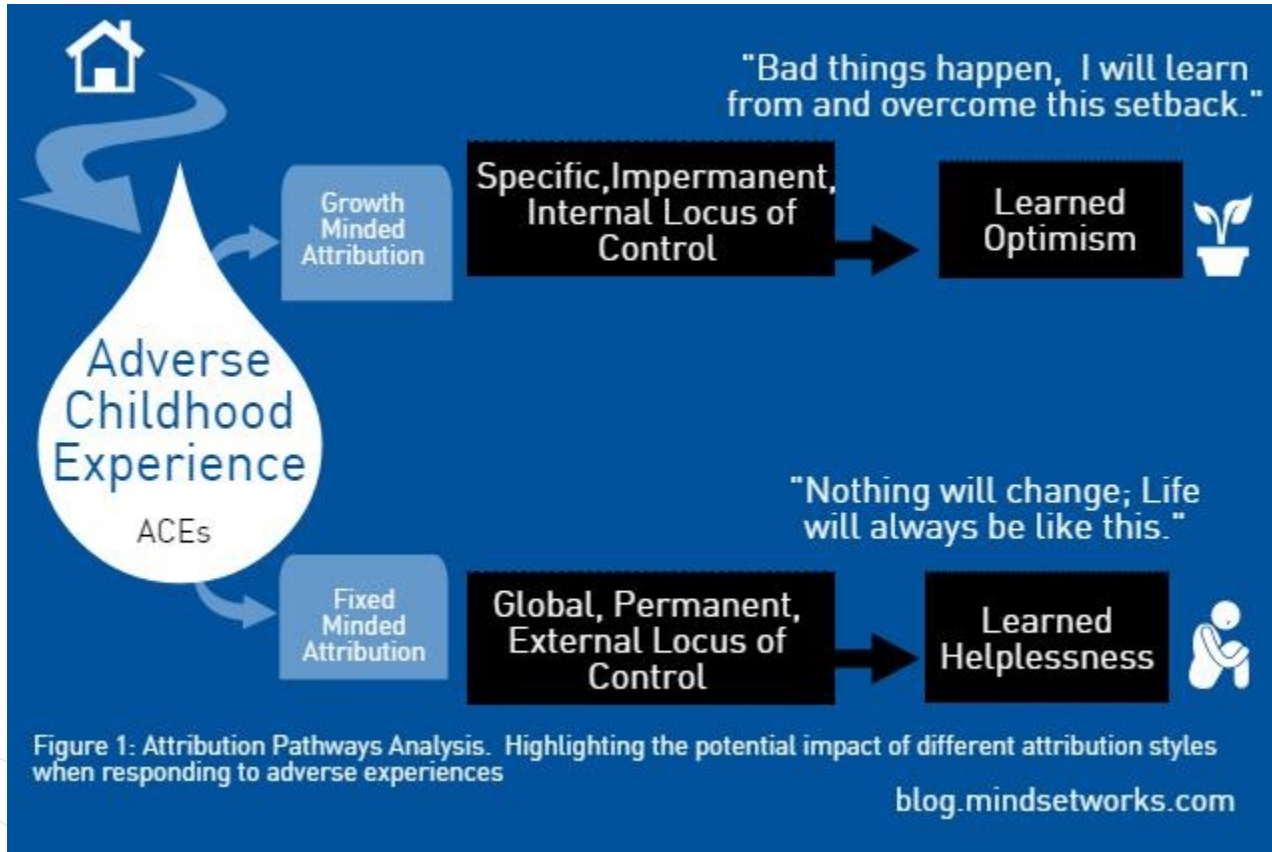 "Bad things happen,  I will learn
from and overcome this setback."
Growth
Minded
Attribution
Specific,Impermanent,
Internal Locus of
Control
Learned
Optimism
Adverse
Childhood
Experience
ACEs
"Nothing will change; Life
will always be like this."
Fixed
Minded
Attribution
Global, Permanent,
External Locus of
Control
Learned
Helplessness
Figure 1: Attribution Pathways Analysis.  Highlighting the potential impact of different attribution styles
when responding to adverse experiences
blog.mindsetworks.com